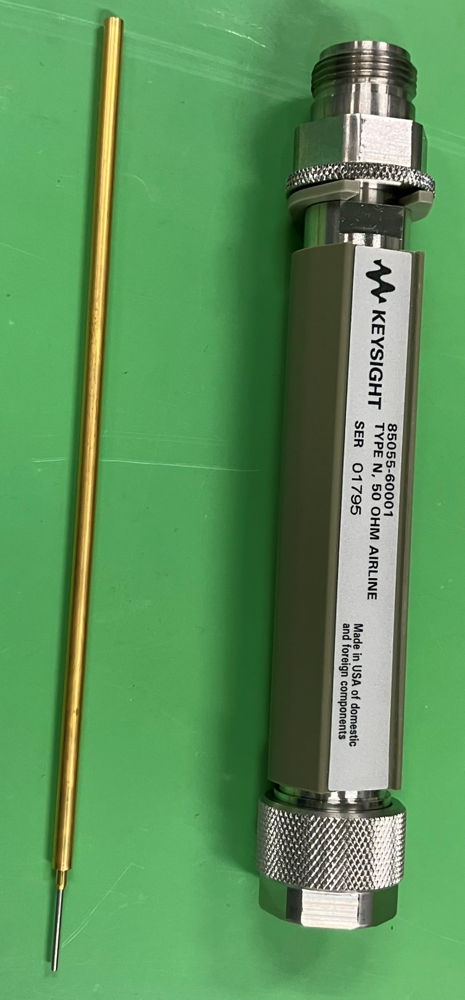 KEYSIGHT
85055-60001
TYPE N, 50 OHM AIRLINE
SER 01795
Made in USA of domestic
and foreign components